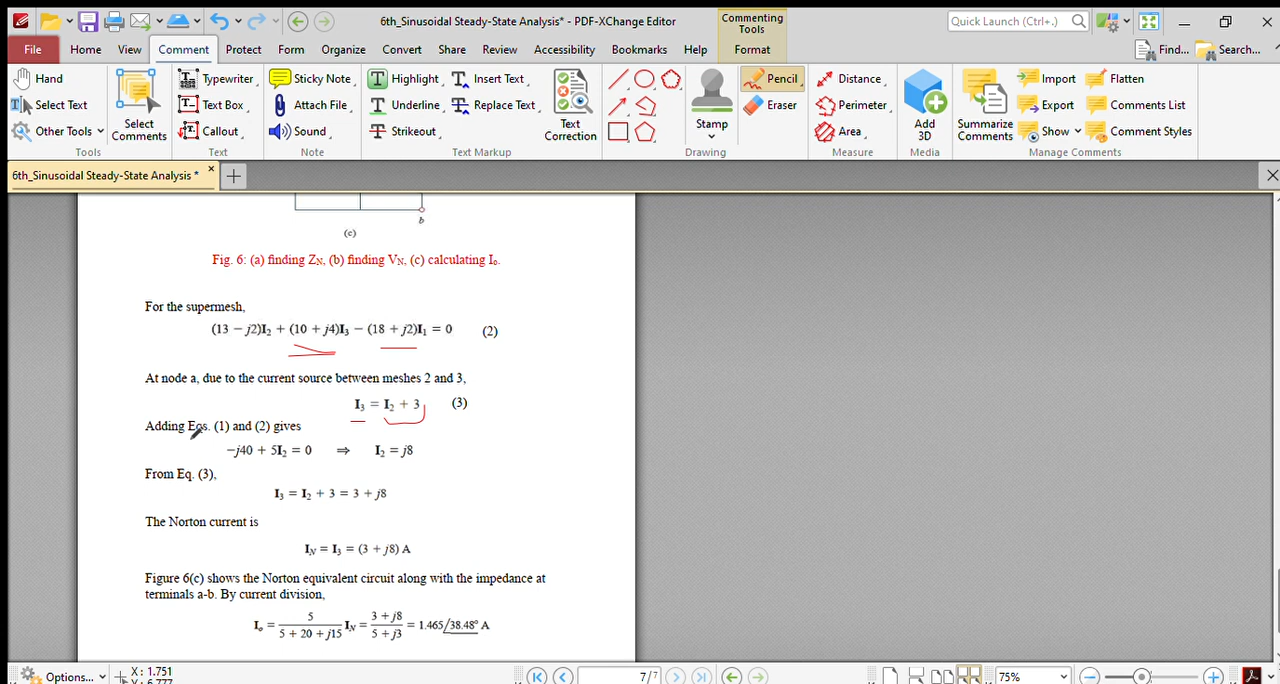 6th_Sinusoidal Steady-State Analysis* - PDF-XChange Editor
Commenting Tools
Quick Launch (Ctrl+.)
File Home View Comment Protect Form Organize Convert Share Review Accessibility Bookmarks Help Format Find... Search...
Hand
Select Text
Other Tools
Select Comments
Tools
Typewriter
Text Box
Callout
Text
Sticky Note
Attach File
Sound
Note
Highlight
Underline
Strikeout
Insert Text
Replace Text
Text Correction
Text Markup
Stamp
Pencil
Eraser
Drawing
Distance
Perimeter
Area
Measure
Add 3D
Media
Summarize Comments
Import
Export
Show
Flatten
Comments List
Comment Styles
Manage Comments
6th_Sinusoidal Steady-State Analysis *
b
(c)
Fig. 6: (a) finding Z_N, (b) finding V_N, (c) calculating I_o.
For the supermesh,
(13 − j2)I₂ + (10 + j4)I₃ − (18 + j2)I₁ = 0 (2)
At node a, due to the current source between meshes 2 and 3,
I₃ = I₂ + 3 (3)
Adding Eqs. (1) and (2) gives
−j40 + 5I₂ = 0 ⇒ I₂ = j8
From Eq. (3),
I₃ = I₂ + 3 = 3 + j8
The Norton current is
I_N = I₃ = (3 + j8) A
Figure 6(c) shows the Norton equivalent circuit along with the impedance at
terminals a-b. By current division,
I_o = 5 / (5 + 20 + j15) I_N = (3 + j8) / (5 + j3) = 1.465/38.48° A
Options...
X: 1.751
Y: 6.777
7/7
75%